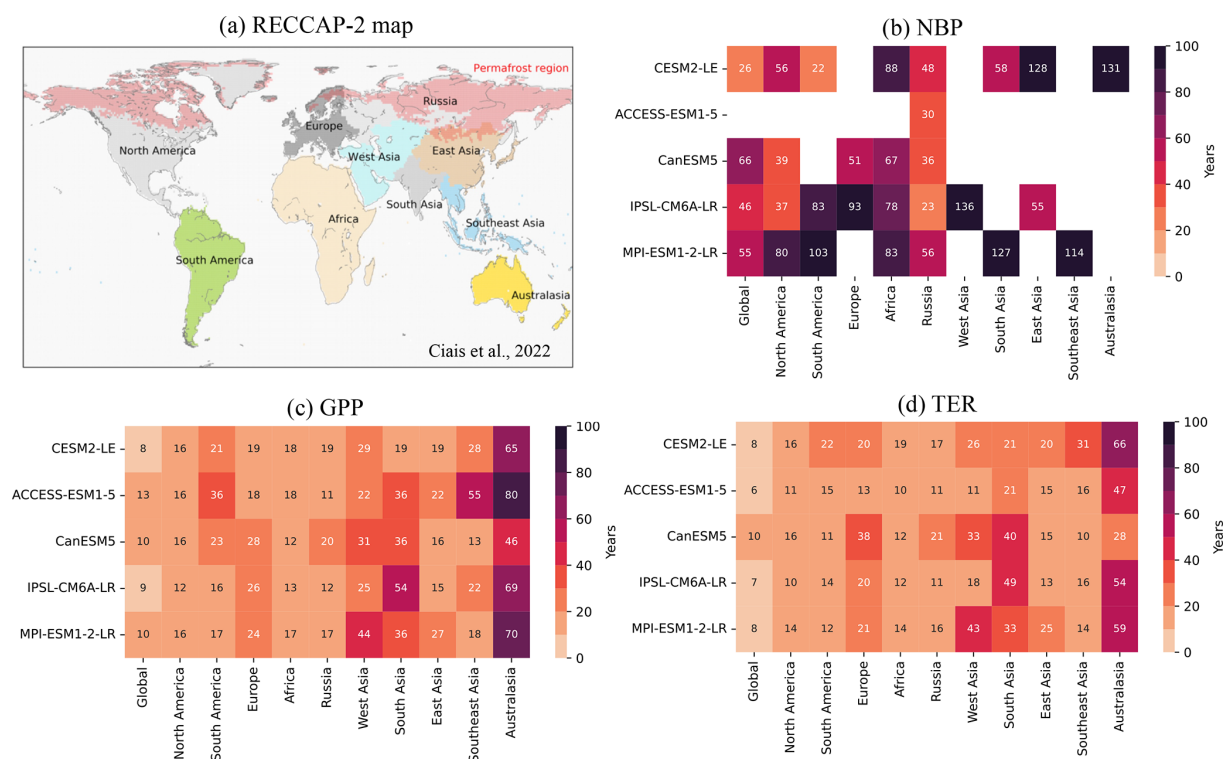 (a) RECCAP-2 map
Permafrost region
Russia
Europe
North America
West Asia
East Asia
South Asia
Africa
Southeast Asia
South America
Australasia
Ciais et al., 2022
(b) NBP
CESM2-LE 26 56 22 88 48 58 128 131
ACCESS-ESM1-5 30
CanESM5 66 39 51 67 36
IPSL-CM6A-LR 46 37 83 93 78 23 136 55
MPI-ESM1-2-LR 55 80 103 83 56 127 114
Global North America South America Europe Africa Russia West Asia South Asia East Asia Southeast Asia Australasia
100
80
60
40
20
0
Years
(c) GPP
CESM2-LE 8 16 21 19 18 19 29 19 19 28 65
ACCESS-ESM1-5 13 16 36 18 18 11 22 36 22 55 80
CanESM5 10 16 23 28 12 20 31 36 16 13 46
IPSL-CM6A-LR 9 12 16 26 13 12 25 54 15 22 69
MPI-ESM1-2-LR 10 16 17 24 17 17 44 36 27 18 70
Global North America South America Europe Africa Russia West Asia South Asia East Asia Southeast Asia Australasia
100
80
60
40
20
0
Years
(d) TER
CESM2-LE 8 16 22 20 19 17 26 21 20 31 66
ACCESS-ESM1-5 6 11 15 13 10 11 11 21 15 16 47
CanESM5 10 16 11 38 12 21 33 40 15 10 28
IPSL-CM6A-LR 7 10 14 20 12 11 18 49 13 16 54
MPI-ESM1-2-LR 8 14 12 21 14 16 43 33 25 14 59
Global North America South America Europe Africa Russia West Asia South Asia East Asia Southeast Asia Australasia
100
80
60
40
20
0
Years